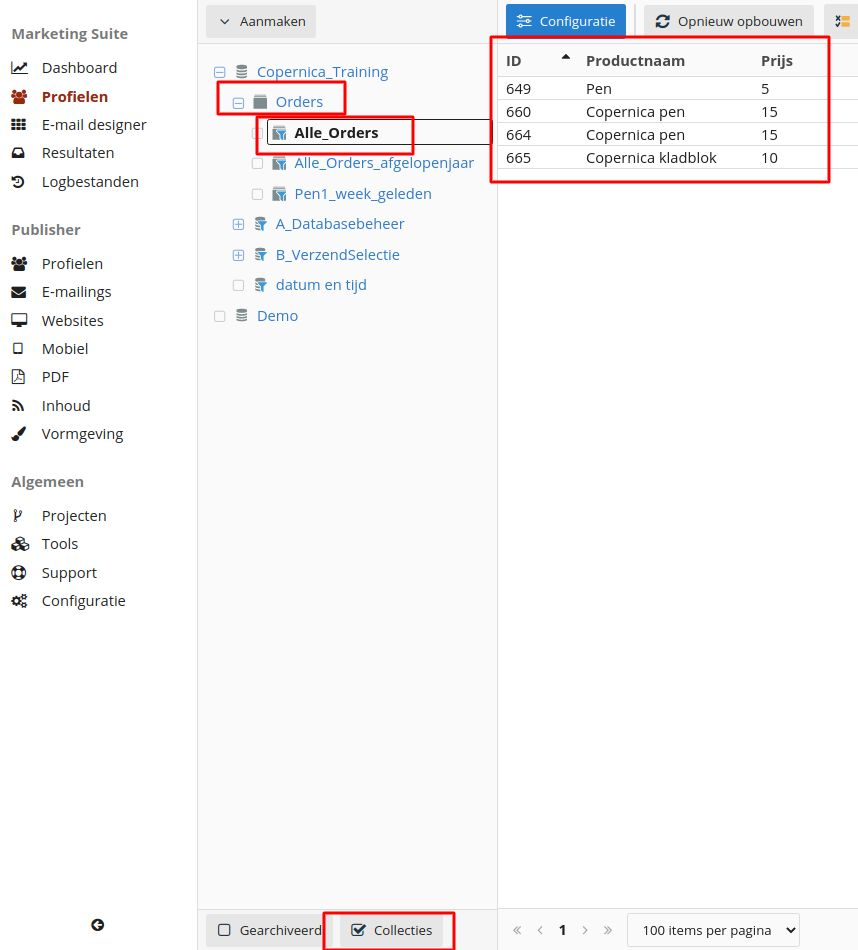 Marketing Suite
Dashboard
Profielen
E-mail designer
Resultaten
Logbestanden
Publisher
Profielen
E-mailings
Websites
Mobiel
PDF
Inhoud
Vormgeving
Algemeen
Projecten
Tools
Support
Configuratie
Aanmaken
Copernica_Training
Orders
Alle_Orders
Alle_Orders_afgelopenjaar
Pen1_week_geleden
A_Databasebeheer
B_VerzendSelectie
datum en tijd
Demo
Gearchiveerd
Collecties
Configuratie
Opnieuw opbouwen
ID Productnaam Prijs
649 Pen 5
660 Copernica pen 15
664 Copernica pen 15
665 Copernica kladblok 10
« ‹ 1 › » 100 items per pagina